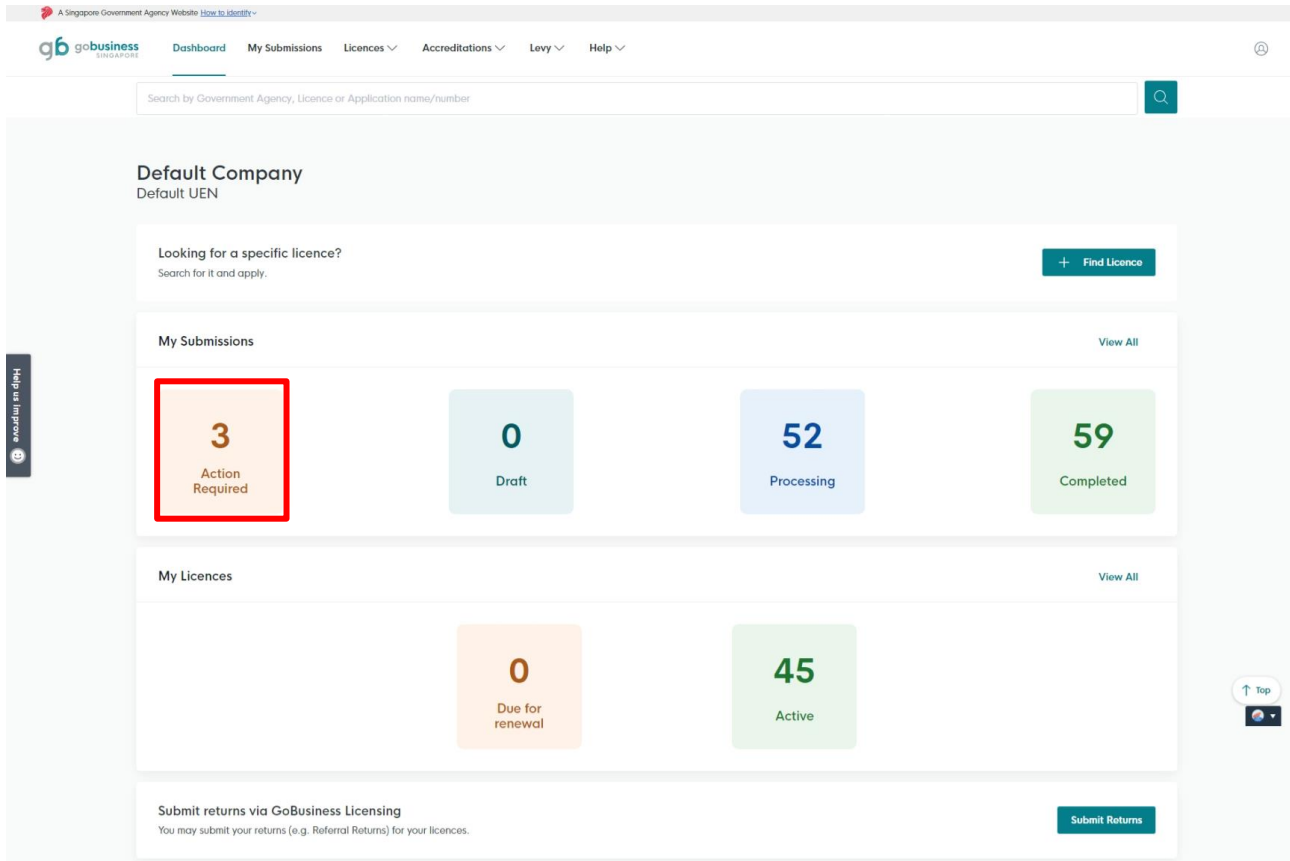 A Singapore Government Agency Website How to identify
gobusiness
SINGAPORE
Dashboard My Submissions Licences Accreditations Levy Help
Search by Government Agency, Licence or Application name/number
Default Company
Default UEN
Looking for a specific licence?
Search for it and apply.
+ Find Licence
My Submissions
View All
3
Action
Required
0
Draft
52
Processing
59
Completed
Help us improve
My Licences
View All
0
Due for
renewal
45
Active
↑ Top
Submit returns via GoBusiness Licensing
You may submit your returns (e.g. Referral Returns) for your licences.
Submit Returns